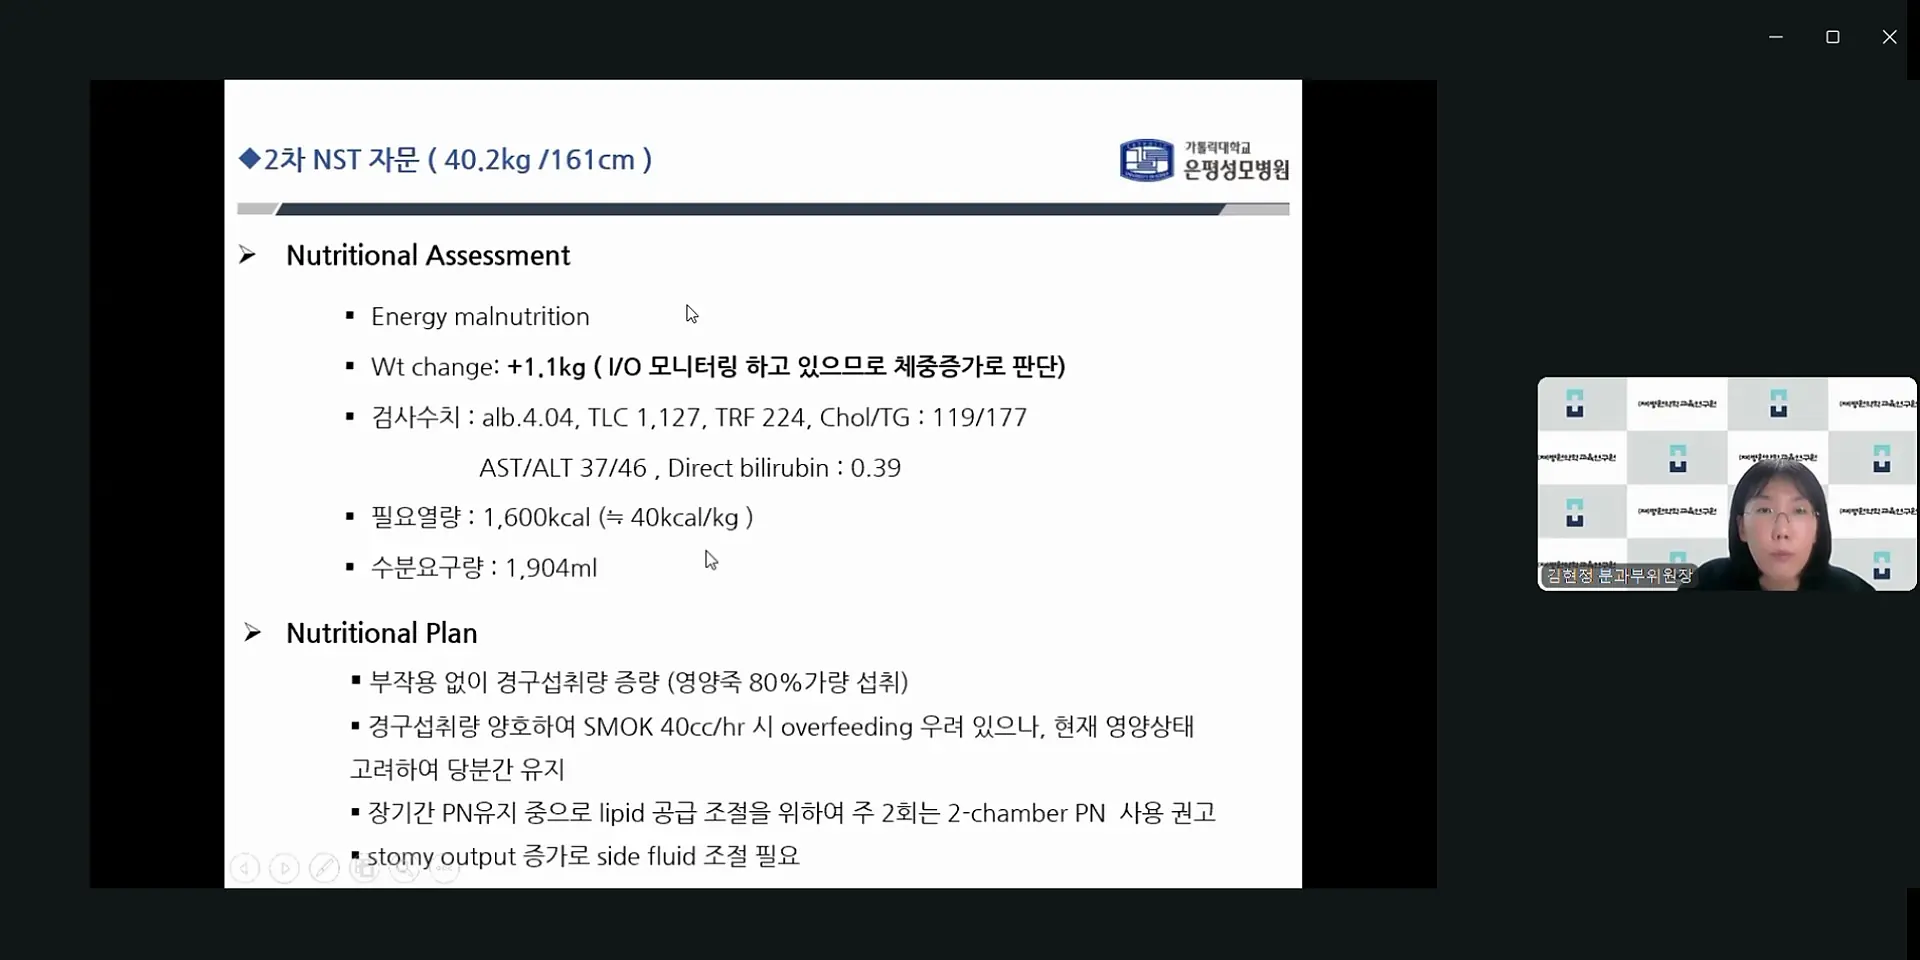 ◆2차 NST 자문 ( 40.2kg /161cm )
가톨릭대학교
은평성모병원
➢ Nutritional Assessment
▪ Energy malnutrition
▪ Wt change: +1.1kg ( I/O 모니터링 하고 있으므로 체중증가로 판단)
▪ 검사수치 : alb.4.04, TLC 1,127, TRF 224, Chol/TG : 119/177
AST/ALT 37/46 , Direct bilirubin : 0.39
▪ 필요열량 : 1,600kcal (≒ 40kcal/kg )
▪ 수분요구량 : 1,904ml
➢ Nutritional Plan
▪ 부작용 없이 경구섭취량 증량 (영양죽 80%가량 섭취)
▪ 경구섭취량 양호하여 SMOK 40cc/hr 시 overfeeding 우려 있으나, 현재 영양상태
고려하여 당분간 유지
▪ 장기간 PN유지 중으로 lipid 공급 조절을 위하여 주 2회는 2-chamber PN 사용 권고
▪ stomy output 증가로 side fluid 조절 필요
김현정 분과부위원장